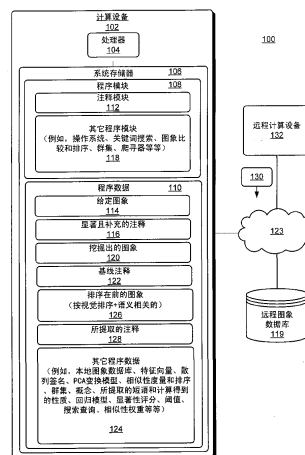 计算设备
102
处理器
104
系统存储器 106
程序模块 108
注释模块
112
其它程序模块
(例如，操作系统、关键词搜索、图象比
较和排序、群集、爬寻器等等)
118
程序数据 110
给定图象
114
显著且补充的注释
116
挖掘出的图象
120
基线注释
122
排序在前的图象
(按视觉排序+语义相关的)
126
所提取的注释
128
其它程序数据
(例如、本地图象数据库、特征向量、散
列签名、PCA变换模型、相似性度量和排序
、群集、概念、所提取的短语和计算得到
的性质、回归模型、显著性评分、阈值、
搜索查询、相似性权重等等)
124
100
远程计算设备
132
130
123
远程图象
数据库
119